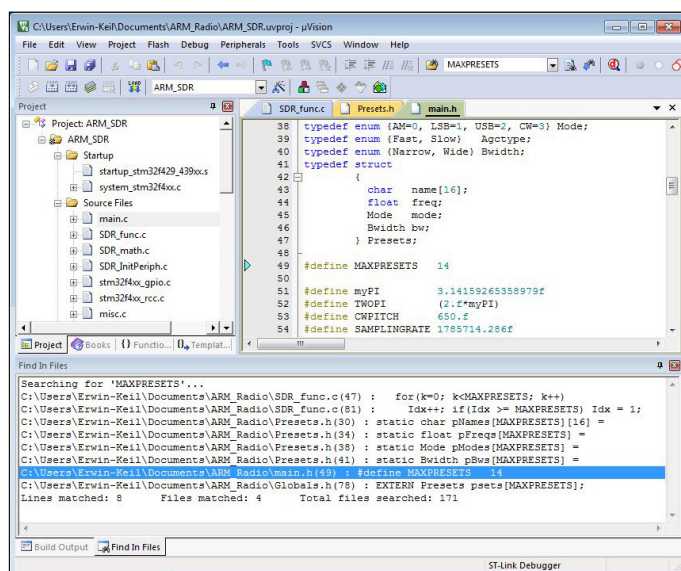 C:\Users\Erwin-Keil\Documents\ARM_Radio\ARM_SDR.uvproj - µVision
File Edit View Project Flash Debug Peripherals Tools SVCS Window Help
MAXPRESETS
LOAD ARM_SDR
Project
Project: ARM_SDR
ARM_SDR
Startup
startup_stm32f429_439xx.s
system_stm32f4xx.c
Source Files
main.c
SDR_func.c
SDR_math.c
SDR_InitPeriph.c
stm32f4xx_gpio.c
stm32f4xx_rcc.c
misc.c
Project Books {} Functio... Templat...
SDR_func.c Presets.h main.h
38 typedef enum {AM=0, LSB=1, USB=2, CW=3} Mode;
39 typedef enum {Fast, Slow} Agctype;
40 typedef enum {Narrow, Wide} Bwidth;
41 typedef struct
42 {
43 char name[16];
44 float freq;
45 Mode mode;
46 Bwidth bw;
47 } Presets;
48
49 #define MAXPRESETS 14
50
51 #define myPI 3.14159265358979f
52 #define TWOPI (2.f*myPI)
53 #define CWPITCH 650.f
54 #define SAMPLINGRATE 1785714.286f
Find In Files
Searching for 'MAXPRESETS'...
C:\Users\Erwin-Keil\Documents\ARM_Radio\SDR_func.c(47) : for(k=0; k<MAXPRESETS; k++)
C:\Users\Erwin-Keil\Documents\ARM_Radio\SDR_func.c(81) : Idx++; if(Idx >= MAXPRESETS) Idx = 1;
C:\Users\Erwin-Keil\Documents\ARM_Radio\Presets.h(30) : static char pNames[MAXPRESETS][16] =
C:\Users\Erwin-Keil\Documents\ARM_Radio\Presets.h(34) : static float pFreqs[MAXPRESETS] =
C:\Users\Erwin-Keil\Documents\ARM_Radio\Presets.h(38) : static Mode pModes[MAXPRESETS] =
C:\Users\Erwin-Keil\Documents\ARM_Radio\Presets.h(41) : static Bwidth pBws[MAXPRESETS] =
C:\Users\Erwin-Keil\Documents\ARM_Radio\main.h(49) : #define MAXPRESETS 14
C:\Users\Erwin-Keil\Documents\ARM_Radio\Globals.h(78) : EXTERN Presets psets[MAXPRESETS];
Lines matched: 8 Files matched: 4 Total files searched: 171
Build Output Find In Files
ST-Link Debugger